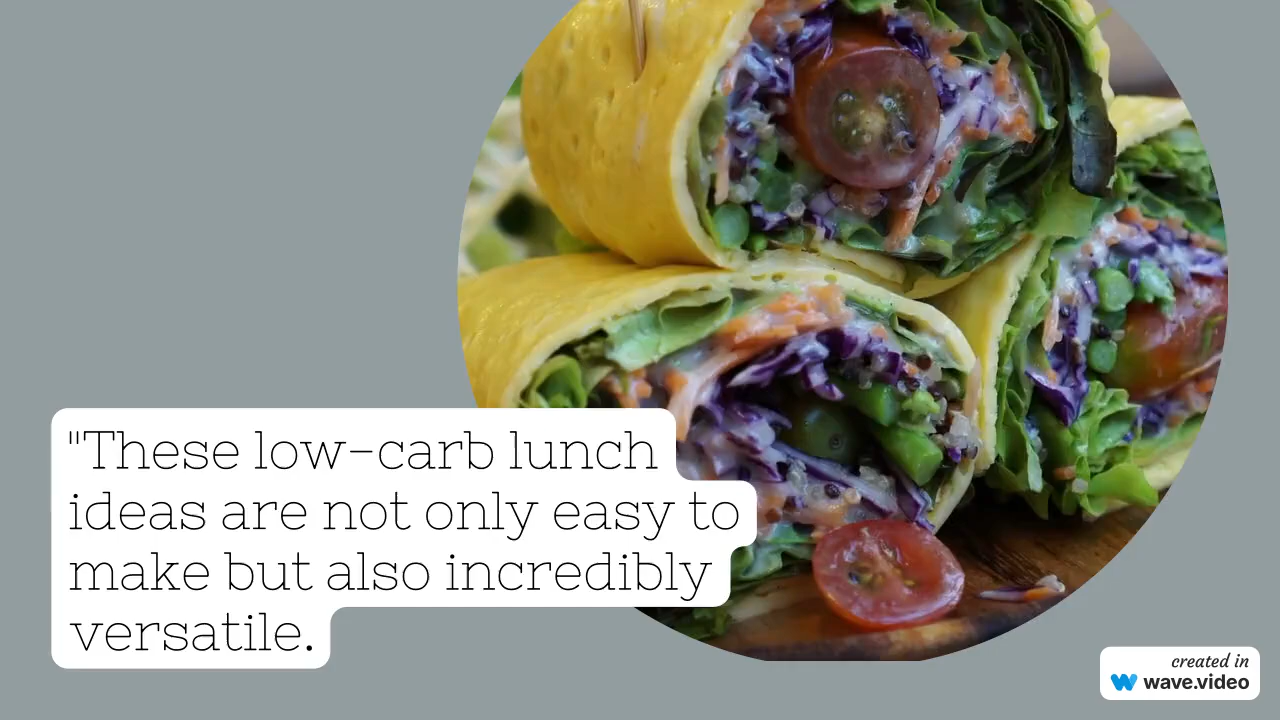 "These low-carb lunch
ideas are not only easy to
make but also incredibly
versatile.
created in
wave.video